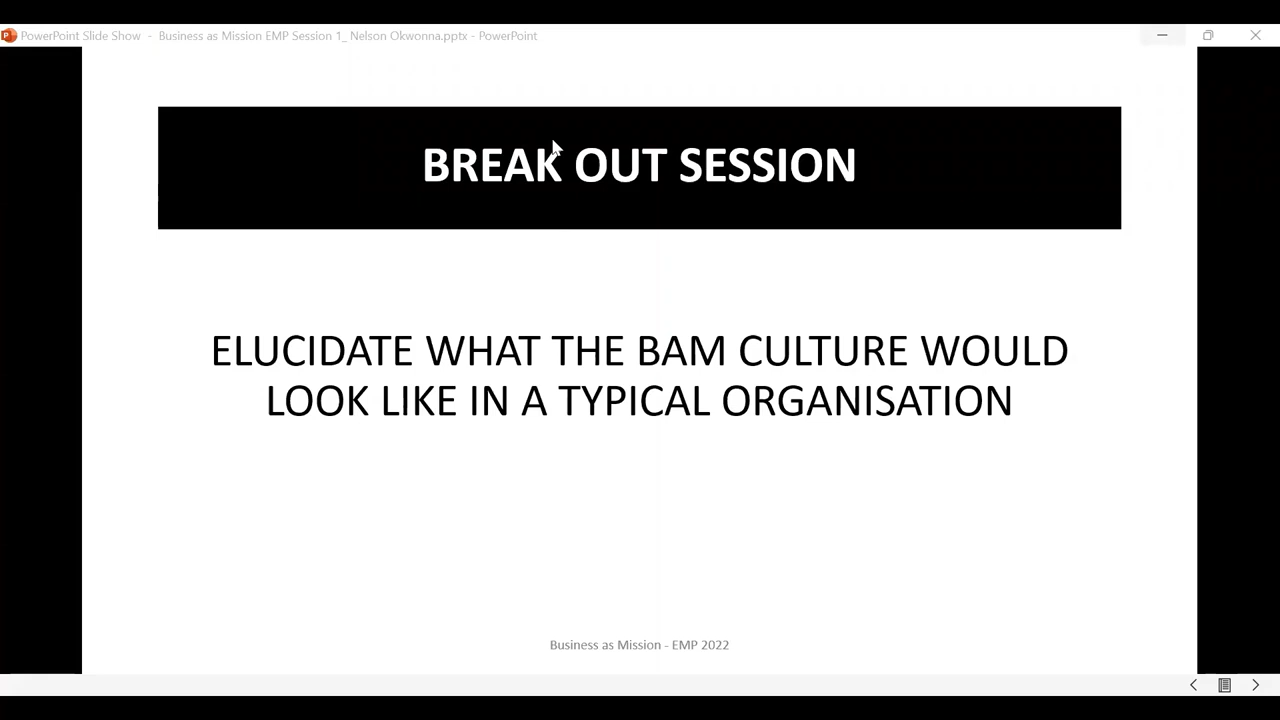 PowerPoint Slide Show - Business as Mission EMP Session 1_ Nelson Okwonna.pptx - PowerPoint
BREAK OUT SESSION
ELUCIDATE WHAT THE BAM CULTURE WOULD
LOOK LIKE IN A TYPICAL ORGANISATION
Business as Mission - EMP 2022